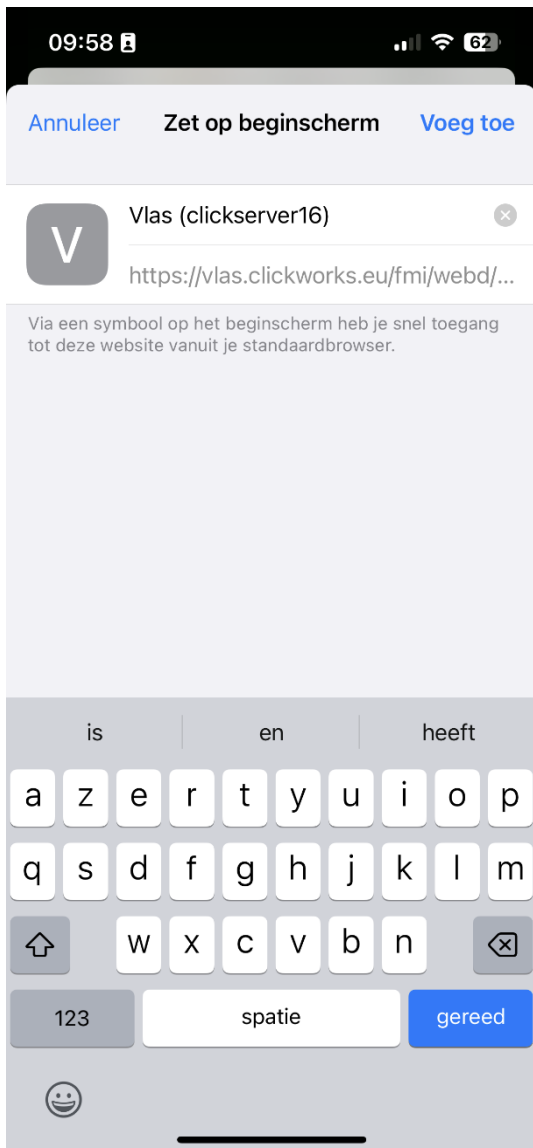 09:58 62
Annuleer Zet op beginscherm Voeg toe
V
Vlas (clickserver16)
https://vlas.clickworks.eu/fmi/webd/...
Via een symbool op het beginscherm heb je snel toegang
tot deze website vanuit je standaardbrowser.
is en heeft
a z e r t y u i o p
q s d f g h j k l m
w x c v b n
123 spatie gereed